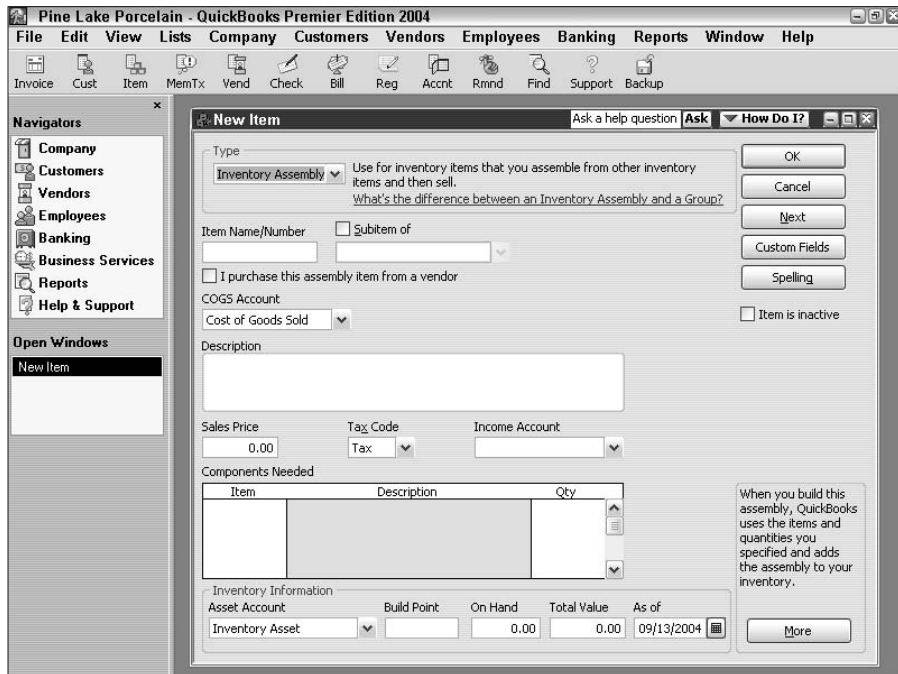 Pine Lake Porcelain - QuickBooks Premier Edition 2004
File Edit View Lists Company Customers Vendors Employees Banking Reports Window Help
Invoice Cust Item MemTx Vend Check Bill Reg Accnt Rmnd Find Support Backup
Navigators
Company
Customers
Vendors
Employees
Banking
Business Services
Reports
Help & Support
Open Windows
New Item
New Item Ask a help question Ask How Do I?
Type
Inventory Assembly
Use for inventory items that you assemble from other inventory
items and then sell.
What's the difference between an Inventory Assembly and a Group?
OK
Cancel
Next
Custom Fields
Spelling
Item is inactive
Item Name/Number Subitem of
I purchase this assembly item from a vendor
COGS Account
Cost of Goods Sold
Description
Sales Price Tax Code Income Account
0.00 Tax
Components Needed
Item Description Qty
When you build this
assembly, QuickBooks
uses the items and
quantities you
specified and adds
the assembly to your
inventory.
More
Inventory Information
Asset Account Build Point On Hand Total Value As of
Inventory Asset 0.00 0.00 09/13/2004